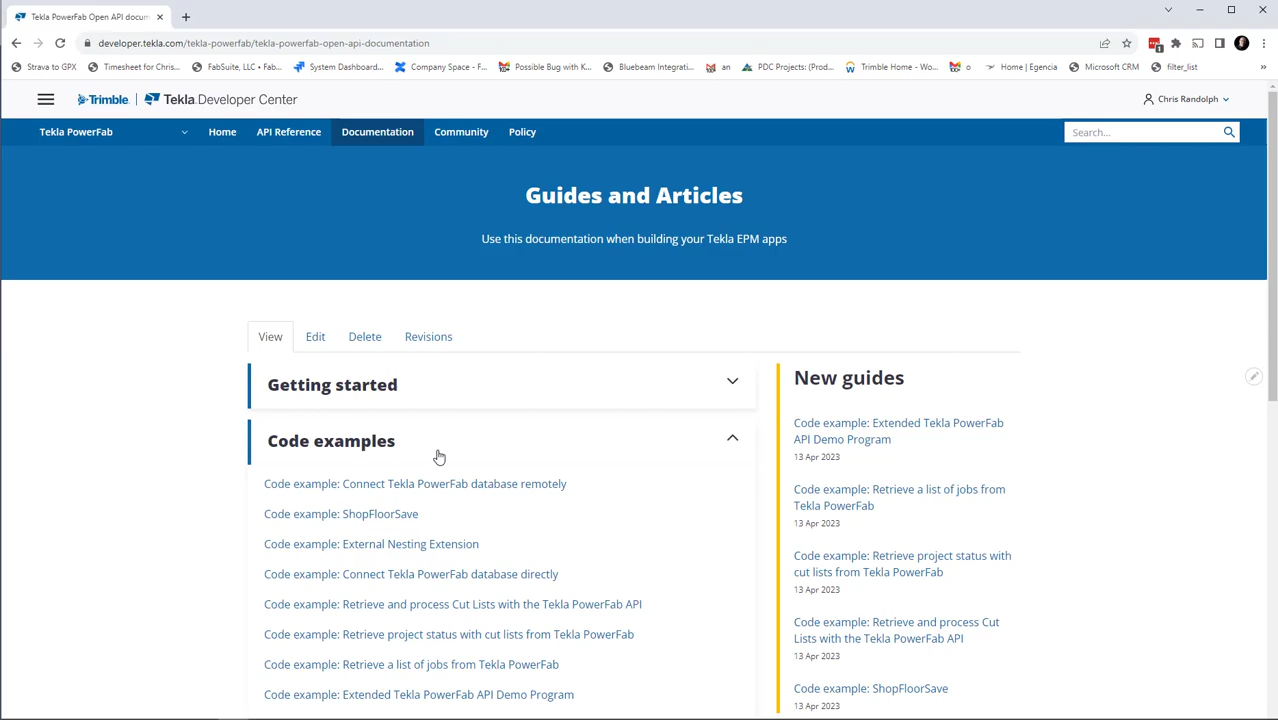 Tekla PowerFab Open API docum
developer.tekla.com/tekla-powerfab/tekla-powerfab-open-api-documentation
Strava to GPX
Timesheet for Chris...
FabSuite, LLC • Fab...
System Dashboard...
Company Space - F...
Possible Bug with K...
Bluebeam Integrati...
an
PDC Projects: (Prod...
Trimble Home - Wo...
o
Home | Egencia
Microsoft CRM
filter_list
»
Trimble. | Tekla Developer Center
Chris Randolph
Tekla PowerFab
Home
API Reference
Documentation
Community
Policy
Search...
Guides and Articles
Use this documentation when building your Tekla EPM apps
View
Edit
Delete
Revisions
Getting started
Code examples
Code example: Connect Tekla PowerFab database remotely
Code example: ShopFloorSave
Code example: External Nesting Extension
Code example: Connect Tekla PowerFab database directly
Code example: Retrieve and process Cut Lists with the Tekla PowerFab API
Code example: Retrieve project status with cut lists from Tekla PowerFab
Code example: Retrieve a list of jobs from Tekla PowerFab
Code example: Extended Tekla PowerFab API Demo Program
New guides
Code example: Extended Tekla PowerFab
API Demo Program
13 Apr 2023
Code example: Retrieve a list of jobs from
Tekla PowerFab
13 Apr 2023
Code example: Retrieve project status with
cut lists from Tekla PowerFab
13 Apr 2023
Code example: Retrieve and process Cut
Lists with the Tekla PowerFab API
13 Apr 2023
Code example: ShopFloorSave
13 Apr 2023